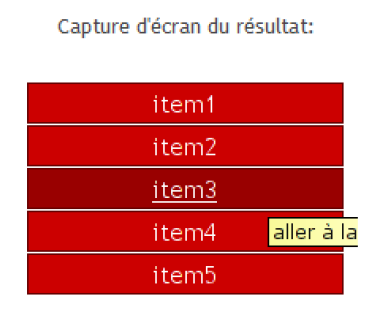 Capture d'écran du résultat:
item1
item2
item3
item4
aller à la
item5